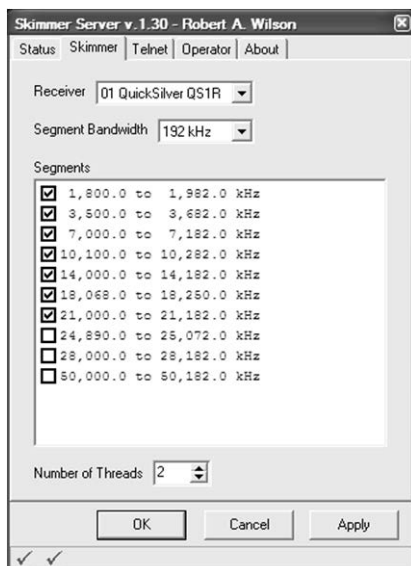 Skimmer Server v.1.30 - Robert A. Wilson
Status Skimmer Telnet Operator About
Receiver 01 QuickSilver QS1R
Segment Bandwidth 192 kHz
Segments
1,800.0 to 1,982.0 kHz
3,500.0 to 3,682.0 kHz
7,000.0 to 7,182.0 kHz
10,100.0 to 10,282.0 kHz
14,000.0 to 14,182.0 kHz
18,068.0 to 18,250.0 kHz
21,000.0 to 21,182.0 kHz
24,890.0 to 25,072.0 kHz
28,000.0 to 28,182.0 kHz
50,000.0 to 50,182.0 kHz
Number of Threads 2
OK Cancel Apply